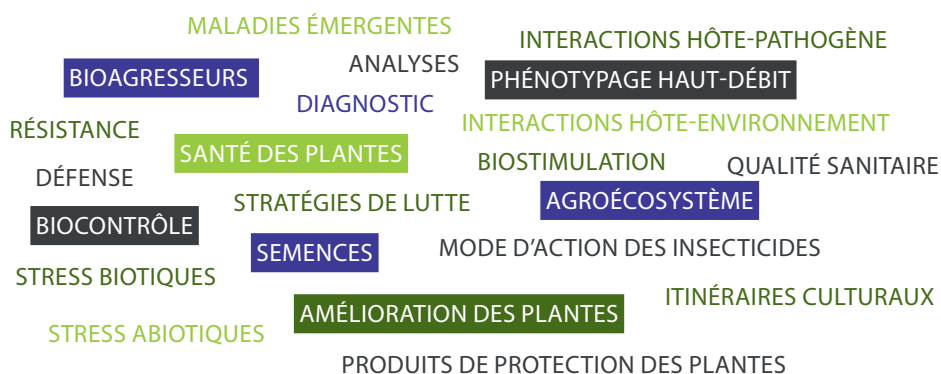 MALADIES ÉMERGENTES
INTERACTIONS HÔTE-PATHOGÈNE
ANALYSES
BIOAGRESSEURS
PHÉNOTYPAGE HAUT-DÉBIT
DIAGNOSTIC
INTERACTIONS HÔTE-ENVIRONNEMENT
RÉSISTANCE
SANTÉ DES PLANTES
BIOSTIMULATION
QUALITÉ SANITAIRE
DÉFENSE
STRATÉGIES DE LUTTE
AGROÉCOSYSTÈME
BIOCONTRÔLE
SEMENCES
MODE D’ACTION DES INSECTICIDES
STRESS BIOTIQUES
ITINÉRAIRES CULTURAUX
AMÉLIORATION DES PLANTES
STRESS ABIOTIQUES
PRODUITS DE PROTECTION DES PLANTES